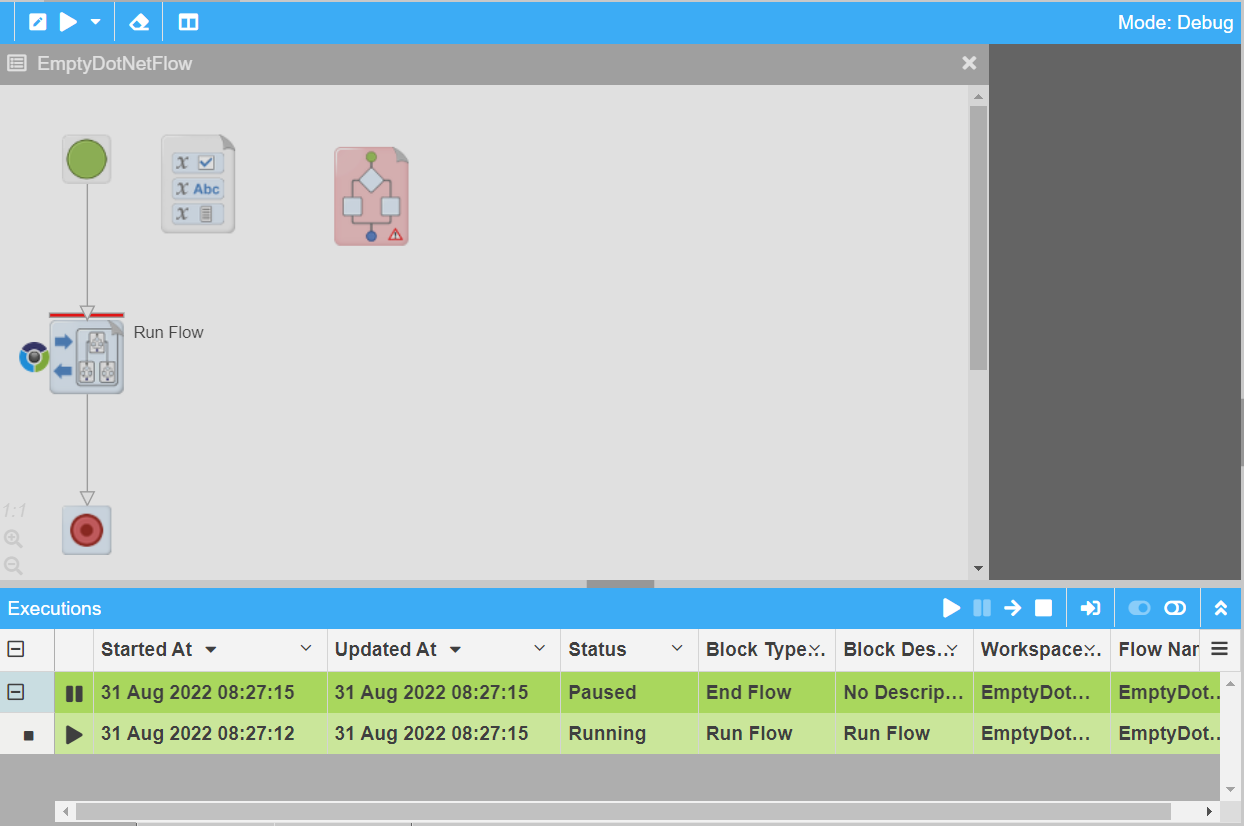 Mode: Debug
EmptyDotNetFlow
x
x Abc
x
Run Flow
1:1
Executions
Started At Updated At Status Block Type... Block Des... Workspace... Flow Nar
31 Aug 2022 08:27:15 31 Aug 2022 08:27:15 Paused End Flow No Descrip... EmptyDot... EmptyDot...
31 Aug 2022 08:27:12 31 Aug 2022 08:27:15 Running Run Flow Run Flow EmptyDot... EmptyDot...